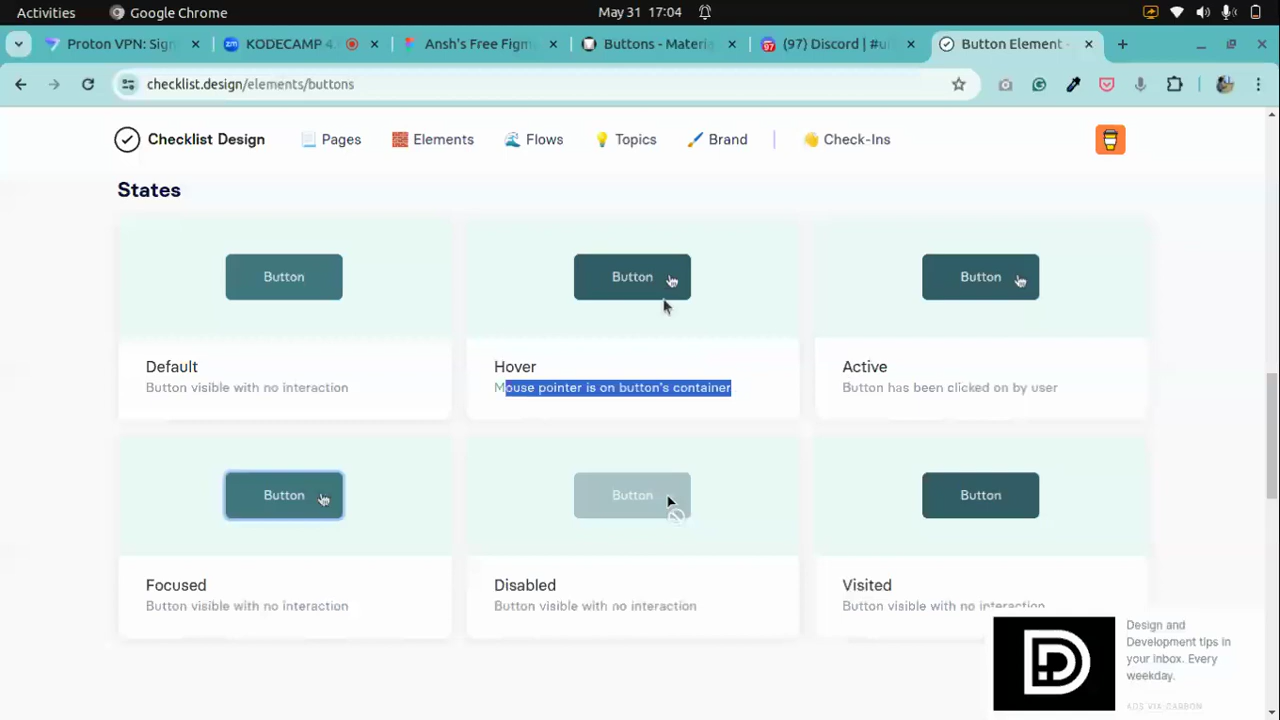 Activities
Google Chrome
May 31 17:04
Proton VPN: Sign
KODECAMP 4.
Ansh's Free Figm
Buttons - Materia
(97) Discord | #u
Button Element -
checklist.design/elements/buttons
Checklist Design
Pages
Elements
Flows
Topics
Brand
Check-Ins
States
Button
Button
Button
Default
Button visible with no interaction
Hover
Mouse pointer is on button's container
Active
Button has been clicked on by user
Button
Button
Button
Focused
Button visible with no interaction
Disabled
Button visible with no interaction
Visited
Button visible with no interaction
Design and
Development tips in
your inbox. Every
weekday.
ADS VIA CARBON